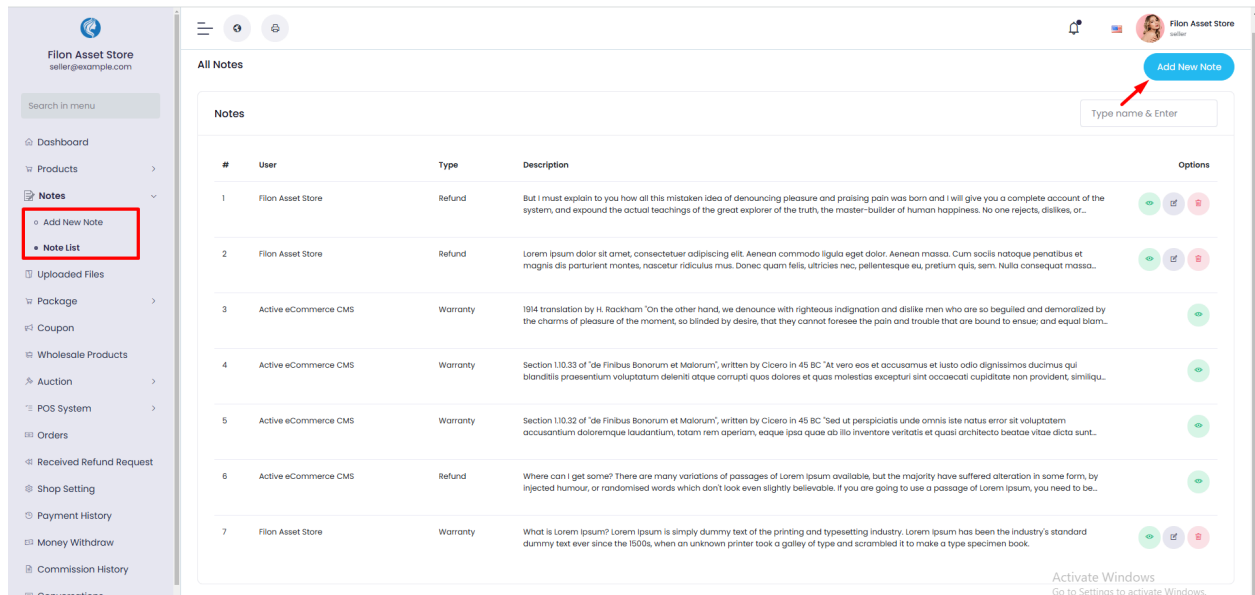 Filon Asset Store
seller@example.com
Search in menu
Dashboard
Products
Notes
Add New Note
Note List
Uploaded Files
Package
Coupon
Wholesale Products
Auction
POS System
Orders
Received Refund Request
Shop Setting
Payment History
Money Withdraw
Commission History
Conversations
Filon Asset Store
seller
All Notes
Add New Note
Notes
Type name & Enter
# User Type Description Options
1 Filon Asset Store Refund But I must explain to you how all this mistaken idea of denouncing pleasure and praising pain was born and I will give you a complete account of the
system, and expound the actual teachings of the great explorer of the truth, the master-builder of human happiness. No one rejects, dislikes, or...
2 Filon Asset Store Refund Lorem ipsum dolor sit amet, consectetuer adipiscing elit. Aenean commodo ligula eget dolor. Aenean massa. Cum sociis natoque penatibus et
magnis dis parturient montes, nascetur ridiculus mus. Donec quam felis, ultricies nec, pellentesque eu, pretium quis, sem. Nulla consequat massa...
3 Active eCommerce CMS Warranty 1914 translation by H. Rackham "On the other hand, we denounce with righteous indignation and dislike men who are so beguiled and demoralized by
the charms of pleasure of the moment, so blinded by desire, that they cannot foresee the pain and trouble that are bound to ensue; and equal blam...
4 Active eCommerce CMS Warranty Section 1.10.33 of "de Finibus Bonorum et Malorum", written by Cicero in 45 BC "At vero eos et accusamus et iusto odio dignissimos ducimus qui
blanditiis praesentium voluptatum deleniti atque corrupti quos dolores et quas molestias excepturi sint occaecati cupiditate non provident, similiqu...
5 Active eCommerce CMS Warranty Section 1.10.32 of "de Finibus Bonorum et Malorum", written by Cicero in 45 BC "Sed ut perspiciatis unde omnis iste natus error sit voluptatem
accusantium doloremque laudantium, totam rem aperiam, eaque ipsa quae ab illo inventore veritatis et quasi architecto beatae vitae dicta sunt...
6 Active eCommerce CMS Refund Where can I get some? There are many variations of passages of Lorem Ipsum available, but the majority have suffered alteration in some form, by
injected humour, or randomised words which don't look even slightly believable. If you are going to use a passage of Lorem Ipsum, you need to be...
7 Filon Asset Store Warranty What is Lorem Ipsum? Lorem Ipsum is simply dummy text of the printing and typesetting industry. Lorem Ipsum has been the industry's standard
dummy text ever since the 1500s, when an unknown printer took a galley of type and scrambled it to make a type specimen book.
Activate Windows
Go to Settings to activate Windows.